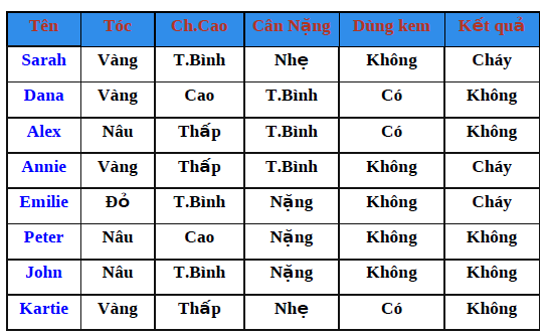 Tên Tóc Ch.Cao Cân Nặng Dùng kem Kết quả
Sarah Vàng T.Bình Nhẹ Không Cháy
Dana Vàng Cao T.Bình Có Không
Alex Nâu Thấp T.Bình Có Không
Annie Vàng Thấp T.Bình Không Cháy
Emilie Đỏ T.Bình Nặng Không Cháy
Peter Nâu Cao Nặng Không Không
John Nâu T.Bình Nặng Không Không
Kartie Vàng Thấp Nhẹ Có Không